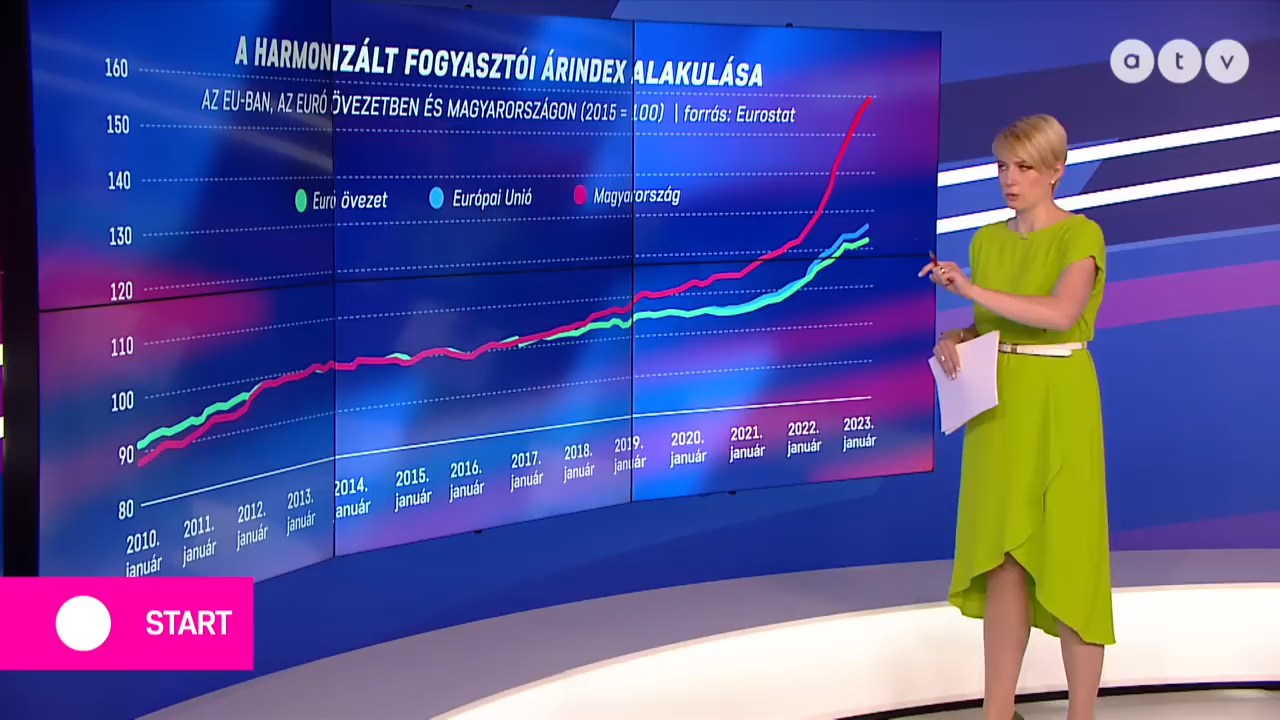 A HARMONIZÁLT FOGYASZTÓI ÁRINDEX ALAKULÁSA
AZ EU-BAN, AZ EURÓ ÖVEZETBEN ÉS MAGYARORSZÁGON (2015 = 100) | forrás: Eurostat
Euró övezet
Európai Unió
Magyarország
160
150
140
130
120
110
100
90
80
2010. január
2011. január
2012. január
2013. január
2014. január
2015. január
2016. január
2017. január
2018. január
2019. január
2020. január
2021. január
2022. január
2023. január
atv
START